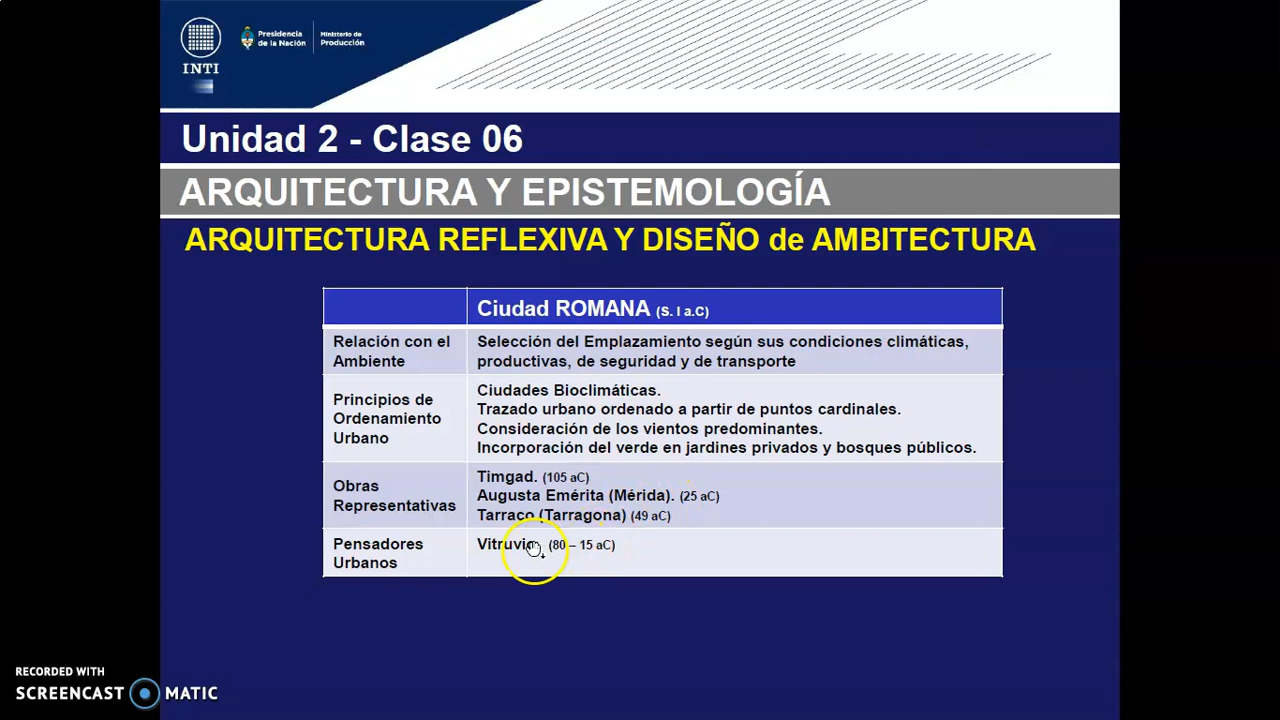 INTI
Presidencia
de la Nación
Ministerio de
Producción
Unidad 2 - Clase 06
ARQUITECTURA Y EPISTEMOLOGÍA
ARQUITECTURA REFLEXIVA Y DISEÑO de AMBITECTURA
Ciudad ROMANA (S. I a.C)
Relación con el
Ambiente
Selección del Emplazamiento según sus condiciones climáticas,
productivas, de seguridad y de transporte
Principios de
Ordenamiento
Urbano
Ciudades Bioclimáticas.
Trazado urbano ordenado a partir de puntos cardinales.
Consideración de los vientos predominantes.
Incorporación del verde en jardines privados y bosques públicos.
Obras
Representativas
Timgad. (105 aC)
Augusta Emérita (Mérida). (25 aC)
Tarraco (Tarragona) (49 aC)
Pensadores
Urbanos
(80 – 15 aC)
RECORDED WITH
SCREENCAST MATIC